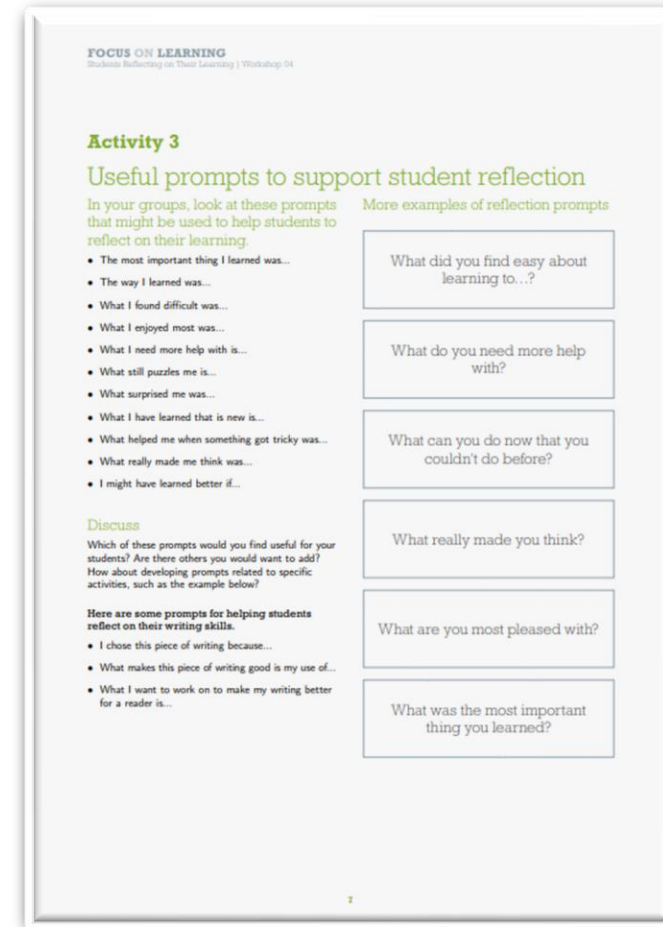 FOCUS ON LEARNING
Students Reflecting on Their Learning | Workshop 04
Activity 3
Useful prompts to support student reflection
In your groups, look at these prompts
that might be used to help students to
reflect on their learning.
• The most important thing I learned was...
• The way I learned was...
• What I found difficult was...
• What I enjoyed most was...
• What I need more help with is...
• What still puzzles me is...
• What surprised me was...
• What I have learned that is new is...
• What helped me when something got tricky was...
• What really made me think was...
• I might have learned better if...
Discuss
Which of these prompts would you find useful for your
students? Are there others you would want to add?
How about developing prompts related to specific
activities, such as the example below?
Here are some prompts for helping students
reflect on their writing skills.
• I chose this piece of writing because...
• What makes this piece of writing good is my use of...
• What I want to work on to make my writing better
for a reader is...
More examples of reflection prompts
What did you find easy about
learning to...?
What do you need more help
with?
What can you do now that you
couldn't do before?
What really made you think?
What are you most pleased with?
What was the most important
thing you learned?